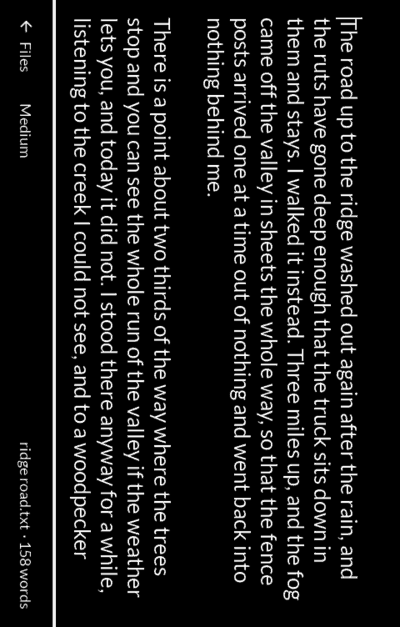 The road up to the ridge washed out again after the rain, and
the ruts have gone deep enough that the truck sits down in
them and stays. I walked it instead. Three miles up, and the fog
came off the valley in sheets the whole way, so that the fence
posts arrived one at a time out of nothing and went back into
nothing behind me.
There is a point about two thirds of the way where the trees
stop and you can see the whole run of the valley if the weather
lets you, and today it did not. I stood there anyway for a while,
listening to the creek I could not see, and to a woodpecker
← Files Medium ridge road.txt · 158 words